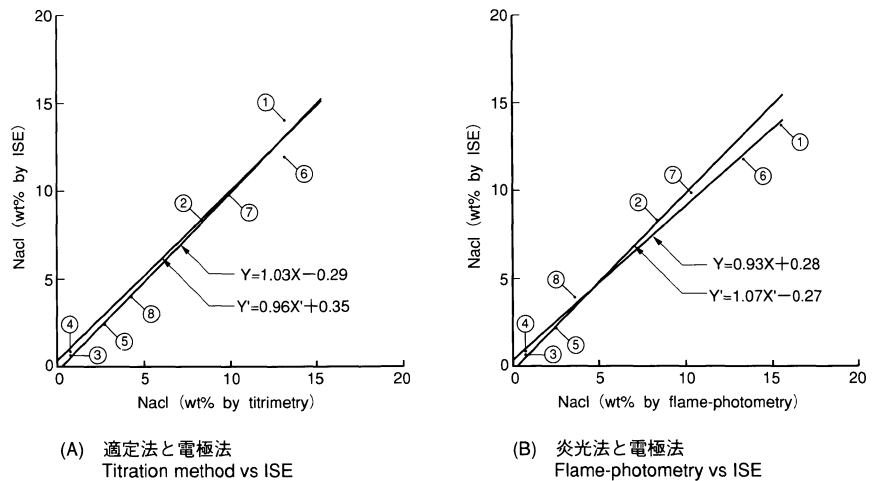 20
15
10
5
0
5
10
15
20
Nacl (wt% by ISE)
①
⑥
②
⑦
Y=1.03X−0.29
Y'=0.96X'+0.35
⑧
④
⑤
③
Nacl (wt% by titrimetry)
(A) 適定法と電極法
Titration method vs ISE
20
15
10
5
0
5
10
15
20
Nacl (wt% by ISE)
①
⑦
⑥
②
Y=0.93X+0.28
⑧
Y'=1.07X'−0.27
④
⑤
③
Nacl (wt% by flame-photometry)
(B) 炎光法と電極法
Flame-photometry vs ISE